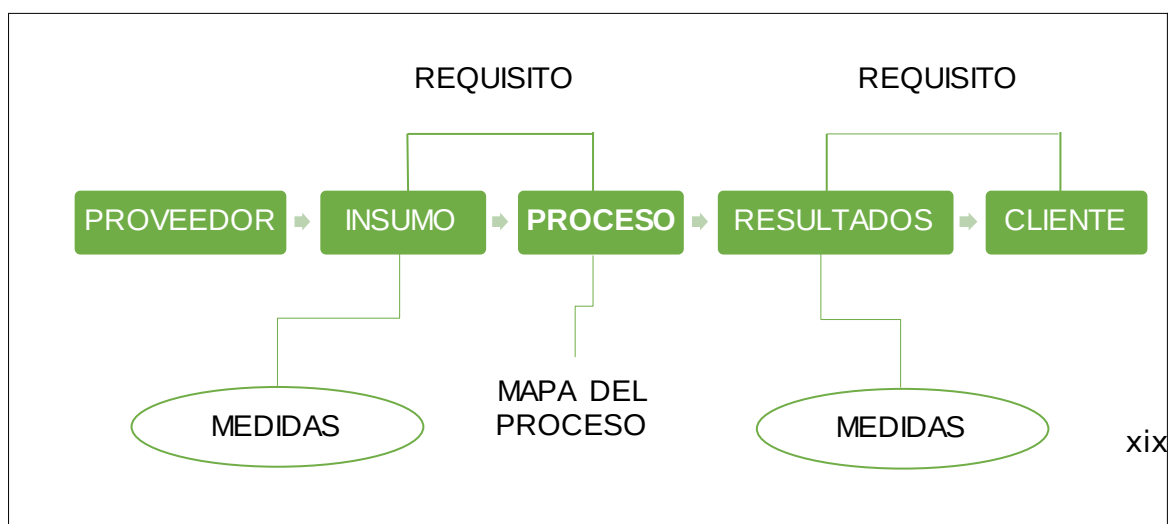 REQUISITO REQUISITO
PROVEEDOR INSUMO PROCESO RESULTADOS CLIENTE
MAPA DEL
PROCESO
MEDIDAS MEDIDAS
xix